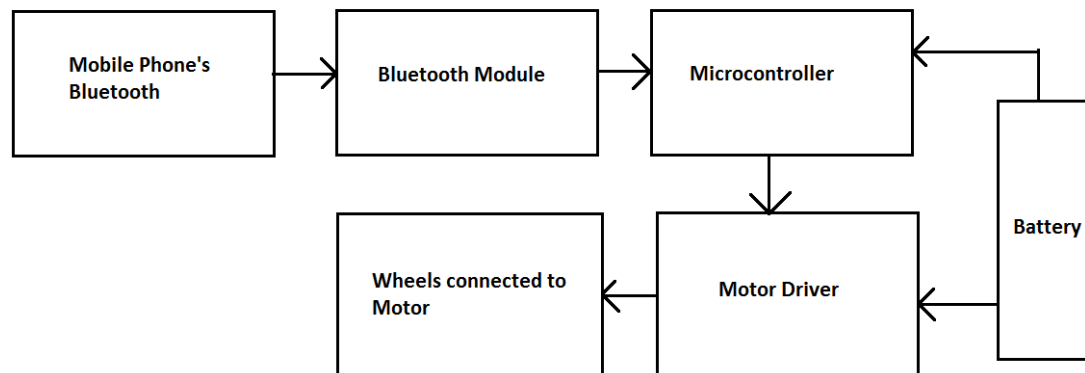 Mobile Phone's
Bluetooth
Bluetooth Module
Microcontroller
Battery
Wheels connected to
Motor
Motor Driver